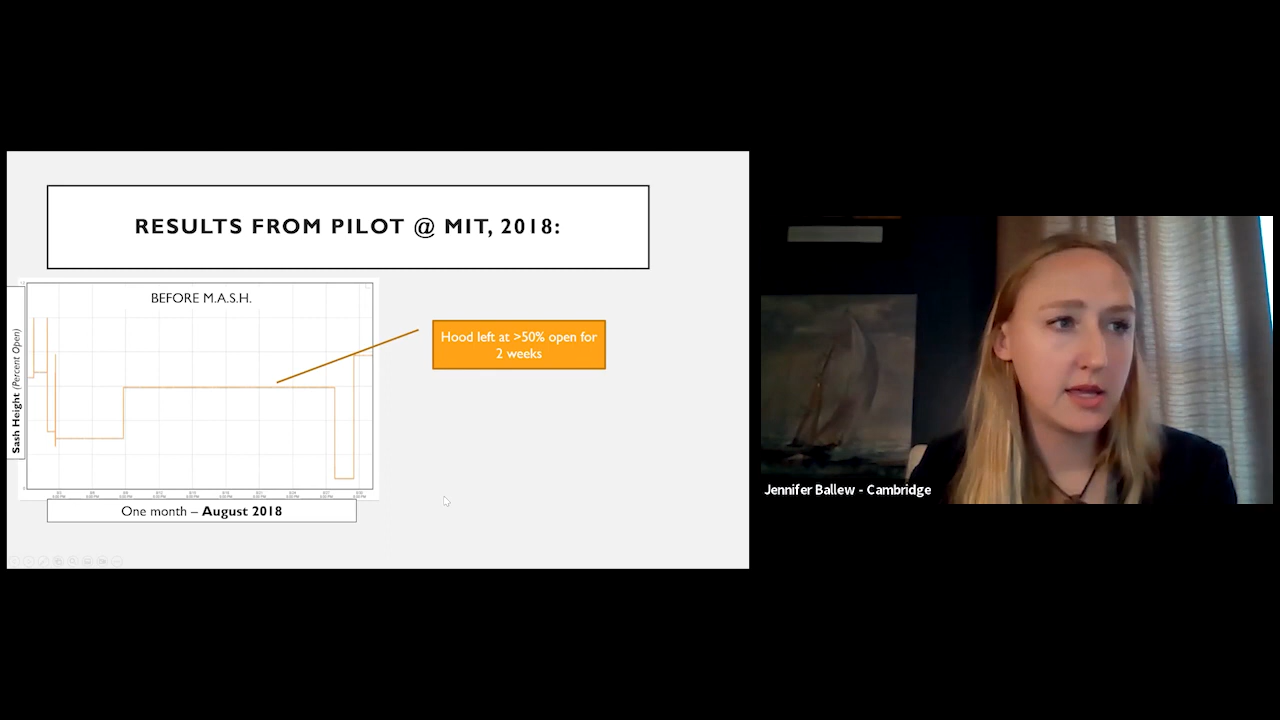 RESULTS FROM PILOT @ MIT, 2018:
BEFORE M.A.S.H.
Sash Height (Percent Open)
Hood left at >50% open for
2 weeks
One month – August 2018
Jennifer Ballew - Cambridge